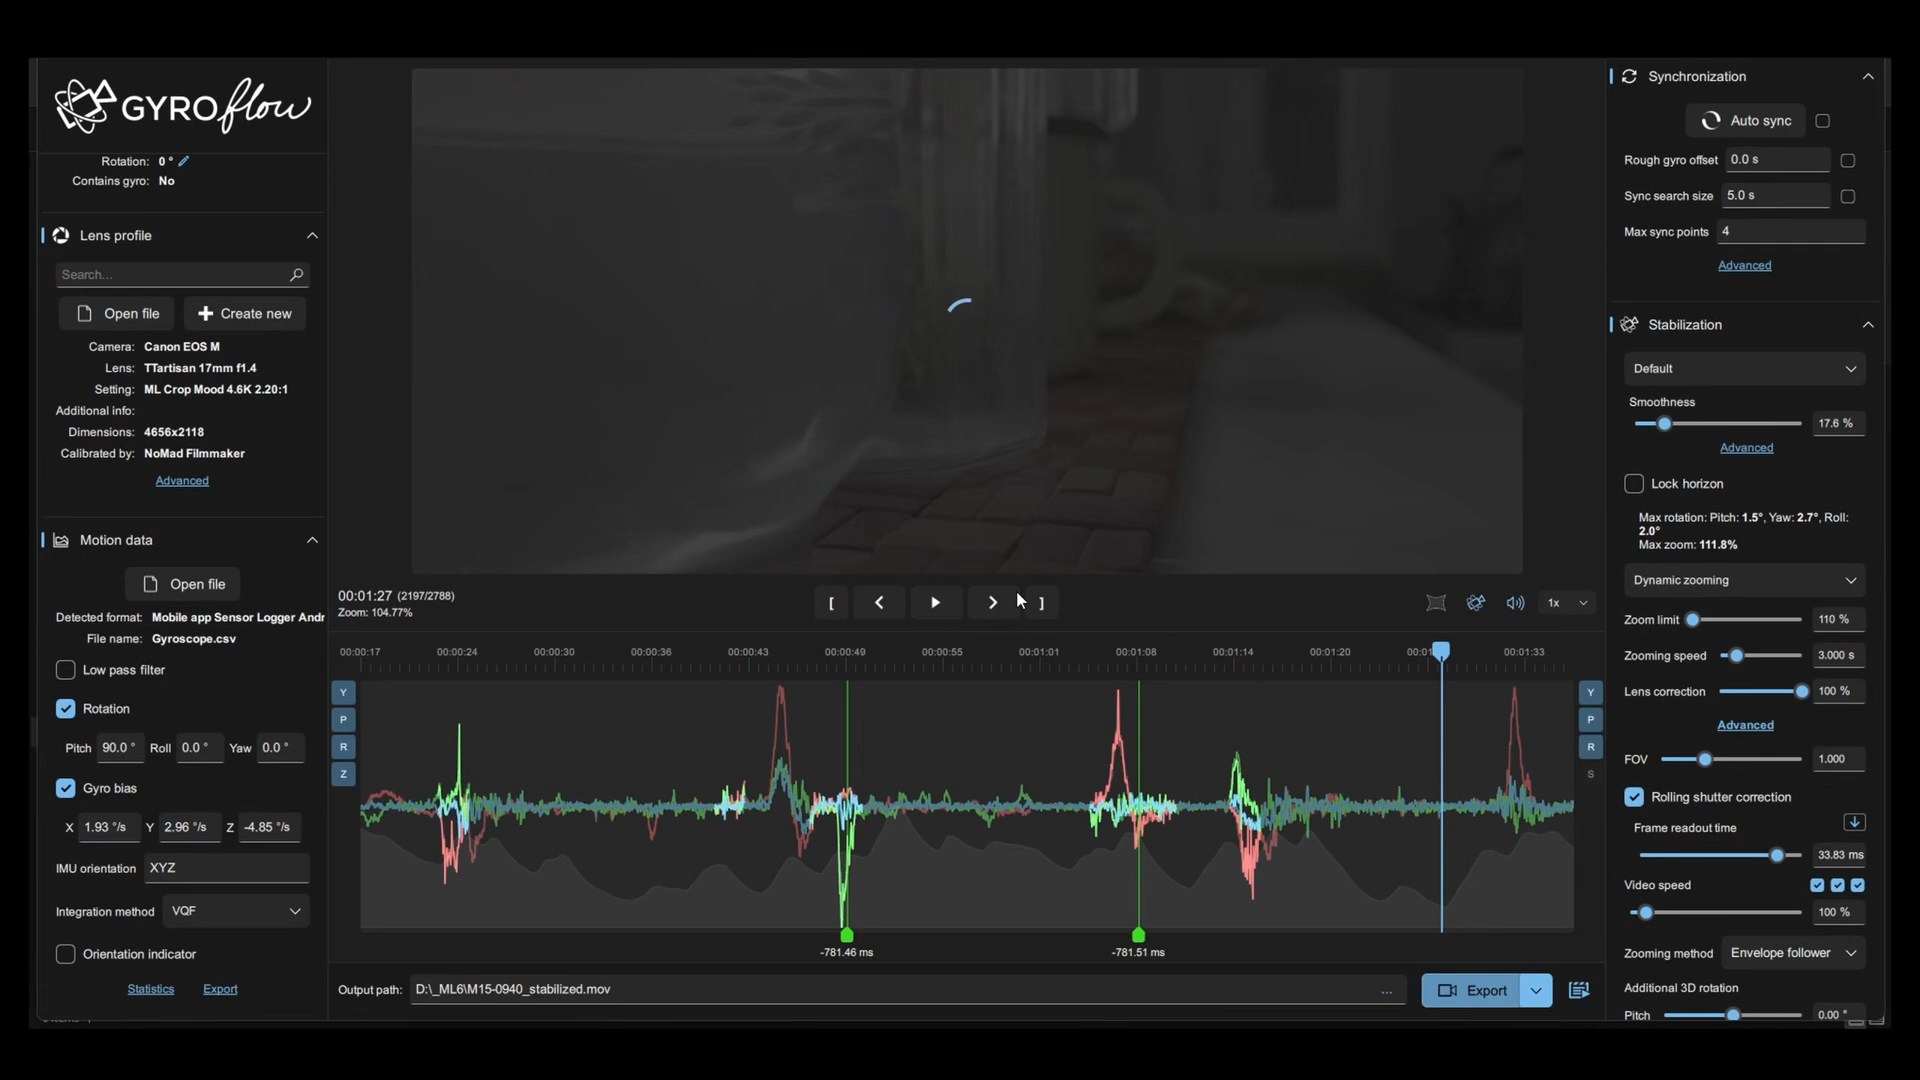 GYROflow
Rotation: 0 °
Contains gyro: No
Lens profile
Search...
Open file
Create new
Camera: Canon EOS M
Lens: TTartisan 17mm f1.4
Setting: ML Crop Mood 4.6K 2.20:1
Additional info:
Dimensions: 4656x2118
Calibrated by: NoMad Filmmaker
Advanced
Motion data
Open file
Detected format: Mobile app Sensor Logger Andr
File name: Gyroscope.csv
Low pass filter
Rotation
Pitch 90.0 ° Roll 0.0 ° Yaw 0.0 °
Gyro bias
X 1.93 °/s Y 2.96 °/s Z -4.85 °/s
IMU orientation XYZ
Integration method VQF
Orientation indicator
Statistics Export
00:01:27 (2197/2788)
Zoom: 104.77%
[ ]
1x
00:00:17 00:00:24 00:00:30 00:00:36 00:00:43 00:00:49 00:00:55 00:01:01 00:01:08 00:01:14 00:01:20 00:01:33
Y
P
R
Z
Y
P
R
S
-781.46 ms -781.51 ms
Output path: D:\_ML6\M15-0940_stabilized.mov ... Export
Synchronization
Auto sync
Rough gyro offset 0.0 s
Sync search size 5.0 s
Max sync points 4
Advanced
Stabilization
Default
Smoothness
17.6 %
Advanced
Lock horizon
Max rotation: Pitch: 1.5°, Yaw: 2.7°, Roll:
2.0°
Max zoom: 111.8%
Dynamic zooming
Zoom limit 110 %
Zooming speed 3.000 s
Lens correction 100 %
Advanced
FOV 1.000
Rolling shutter correction
Frame readout time
33.83 ms
Video speed
100 %
Zooming method Envelope follower
Additional 3D rotation
Pitch 0.00 °